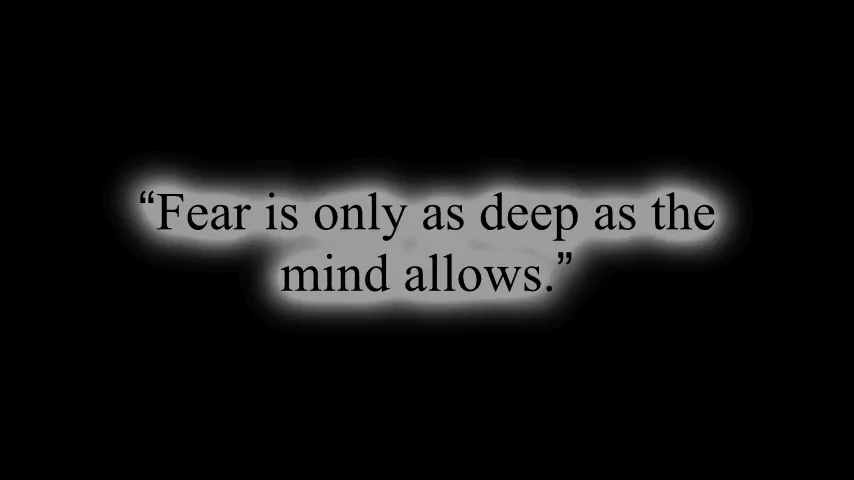 “Fear is only as deep as the
mind allows.”